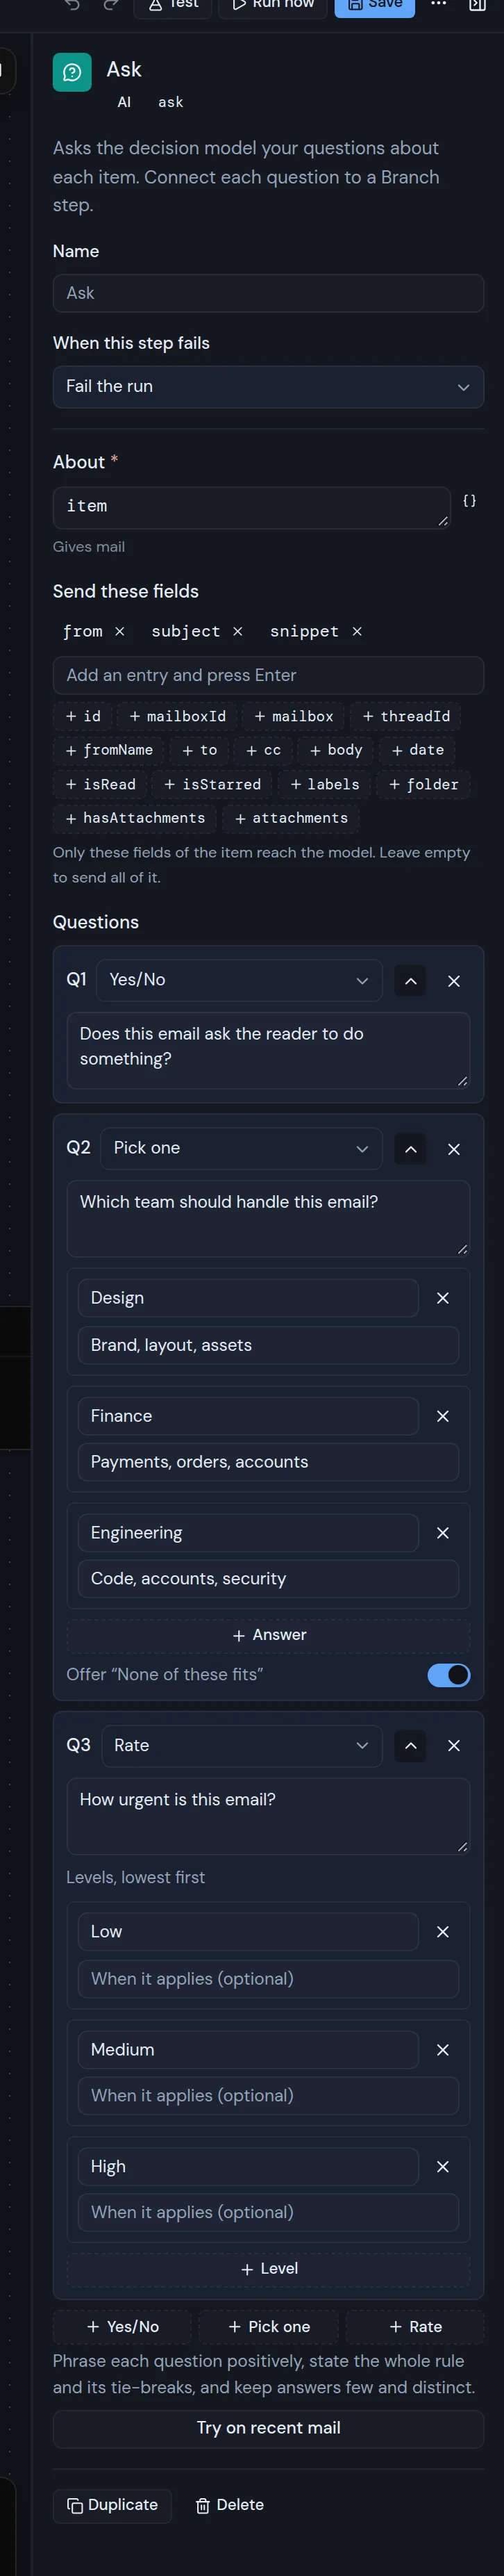 Test
Run now
Save
Ask
AI ask
Asks the decision model your questions about
each item. Connect each question to a Branch
step.
Name
Ask
When this step fails
Fail the run
About *
item
{}
Gives mail
Send these fields
from × subject × snippet ×
Add an entry and press Enter
+ id + mailboxId + mailbox + threadId
+ fromName + to + cc + body + date
+ isRead + isStarred + labels + folder
+ hasAttachments + attachments
Only these fields of the item reach the model. Leave empty
to send all of it.
Questions
Q1 Yes/No
Does this email ask the reader to do
something?
Q2 Pick one
Which team should handle this email?
Design
Brand, layout, assets
Finance
Payments, orders, accounts
Engineering
Code, accounts, security
+ Answer
Offer “None of these fits”
Q3 Rate
How urgent is this email?
Levels, lowest first
Low
When it applies (optional)
Medium
When it applies (optional)
High
When it applies (optional)
+ Level
+ Yes/No + Pick one + Rate
Phrase each question positively, state the whole rule
and its tie-breaks, and keep answers few and distinct.
Try on recent mail
Duplicate Delete